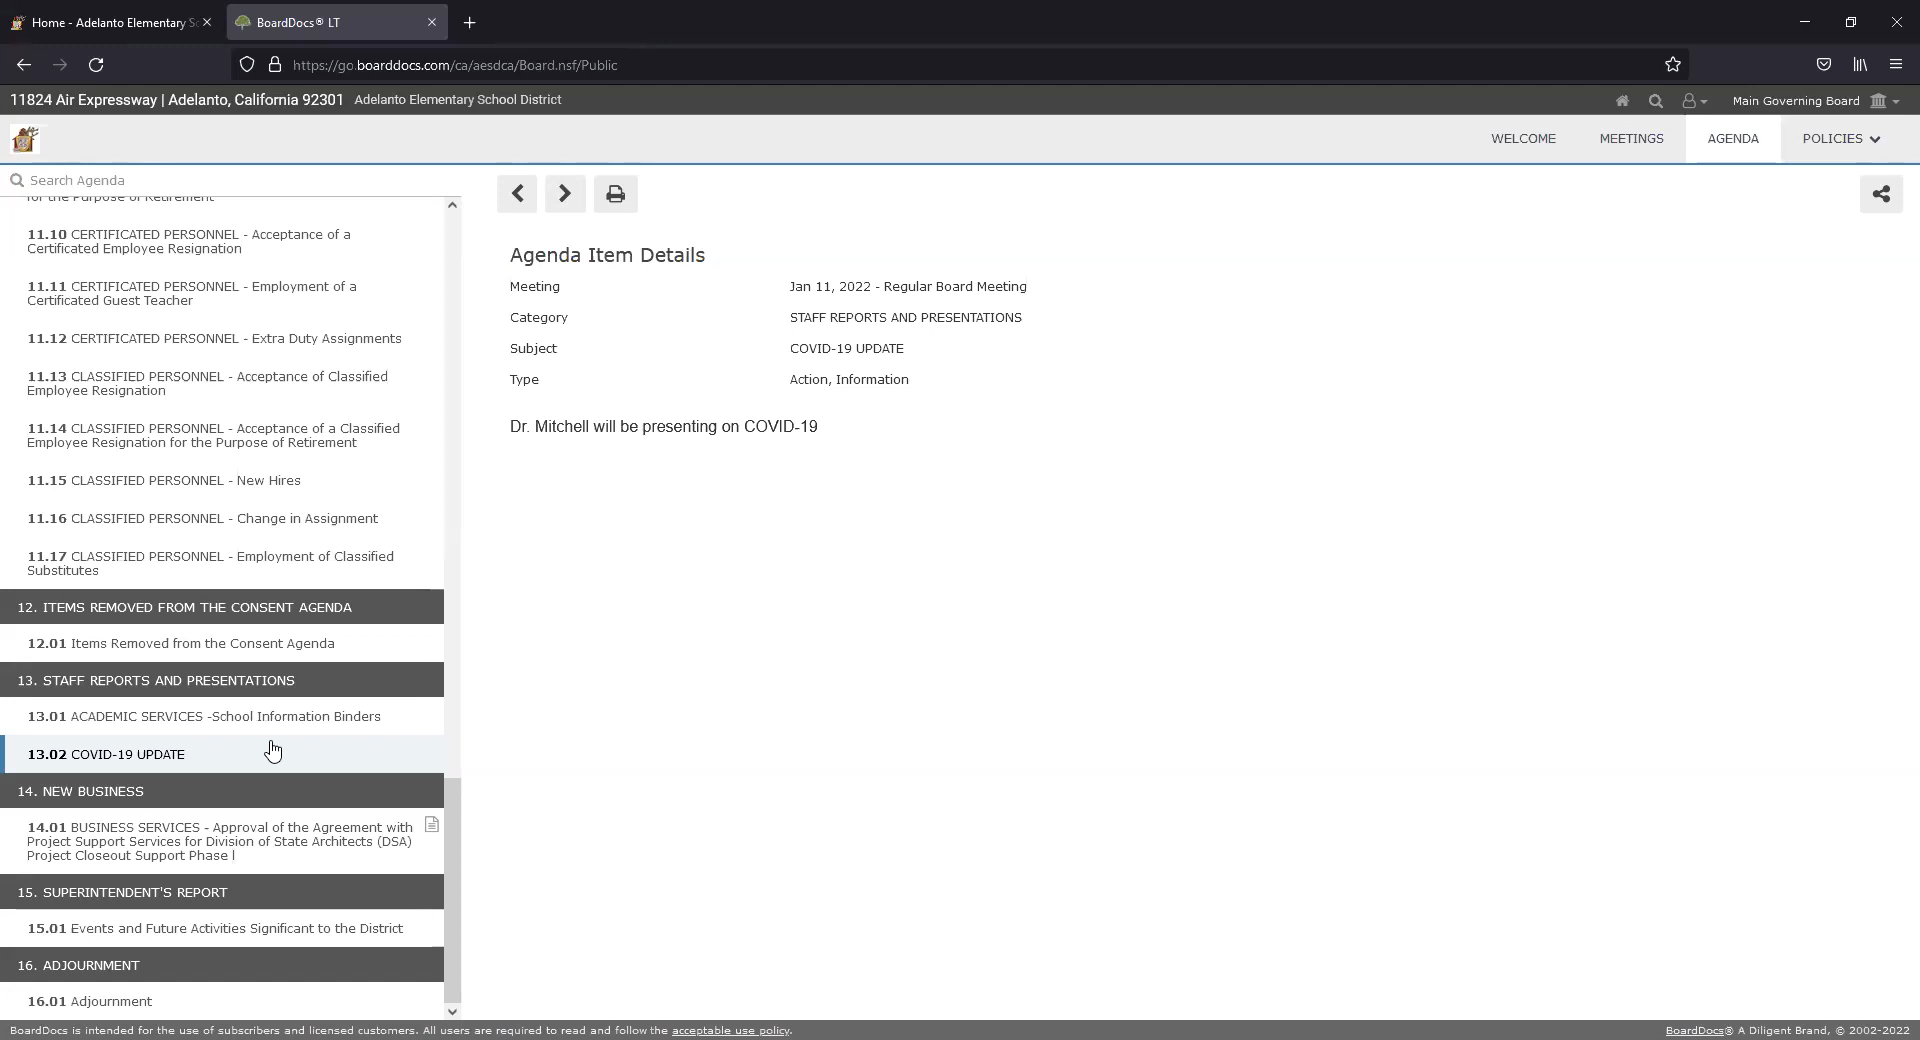 Home - Adelanto Elementary Sc
BoardDocs® LT
https://go.boarddocs.com/ca/aesdca/Board.nsf/Public
11824 Air Expressway | Adelanto, California 92301 Adelanto Elementary School District
Main Governing Board
WELCOME MEETINGS AGENDA POLICIES
Search Agenda
for the Purpose of Retirement
11.10 CERTIFICATED PERSONNEL - Acceptance of a
Certificated Employee Resignation
11.11 CERTIFICATED PERSONNEL - Employment of a
Certificated Guest Teacher
11.12 CERTIFICATED PERSONNEL - Extra Duty Assignments
11.13 CLASSIFIED PERSONNEL - Acceptance of Classified
Employee Resignation
11.14 CLASSIFIED PERSONNEL - Acceptance of a Classified
Employee Resignation for the Purpose of Retirement
11.15 CLASSIFIED PERSONNEL - New Hires
11.16 CLASSIFIED PERSONNEL - Change in Assignment
11.17 CLASSIFIED PERSONNEL - Employment of Classified
Substitutes
12. ITEMS REMOVED FROM THE CONSENT AGENDA
12.01 Items Removed from the Consent Agenda
13. STAFF REPORTS AND PRESENTATIONS
13.01 ACADEMIC SERVICES -School Information Binders
13.02 COVID-19 UPDATE
14. NEW BUSINESS
14.01 BUSINESS SERVICES - Approval of the Agreement with
Project Support Services for Division of State Architects (DSA)
Project Closeout Support Phase l
15. SUPERINTENDENT'S REPORT
15.01 Events and Future Activities Significant to the District
16. ADJOURNMENT
16.01 Adjournment
Agenda Item Details
Meeting Jan 11, 2022 - Regular Board Meeting
Category STAFF REPORTS AND PRESENTATIONS
Subject COVID-19 UPDATE
Type Action, Information
Dr. Mitchell will be presenting on COVID-19
BoardDocs is intended for the use of subscribers and licensed customers. All users are required to read and follow the acceptable use policy.
BoardDocs® A Diligent Brand, © 2002-2022